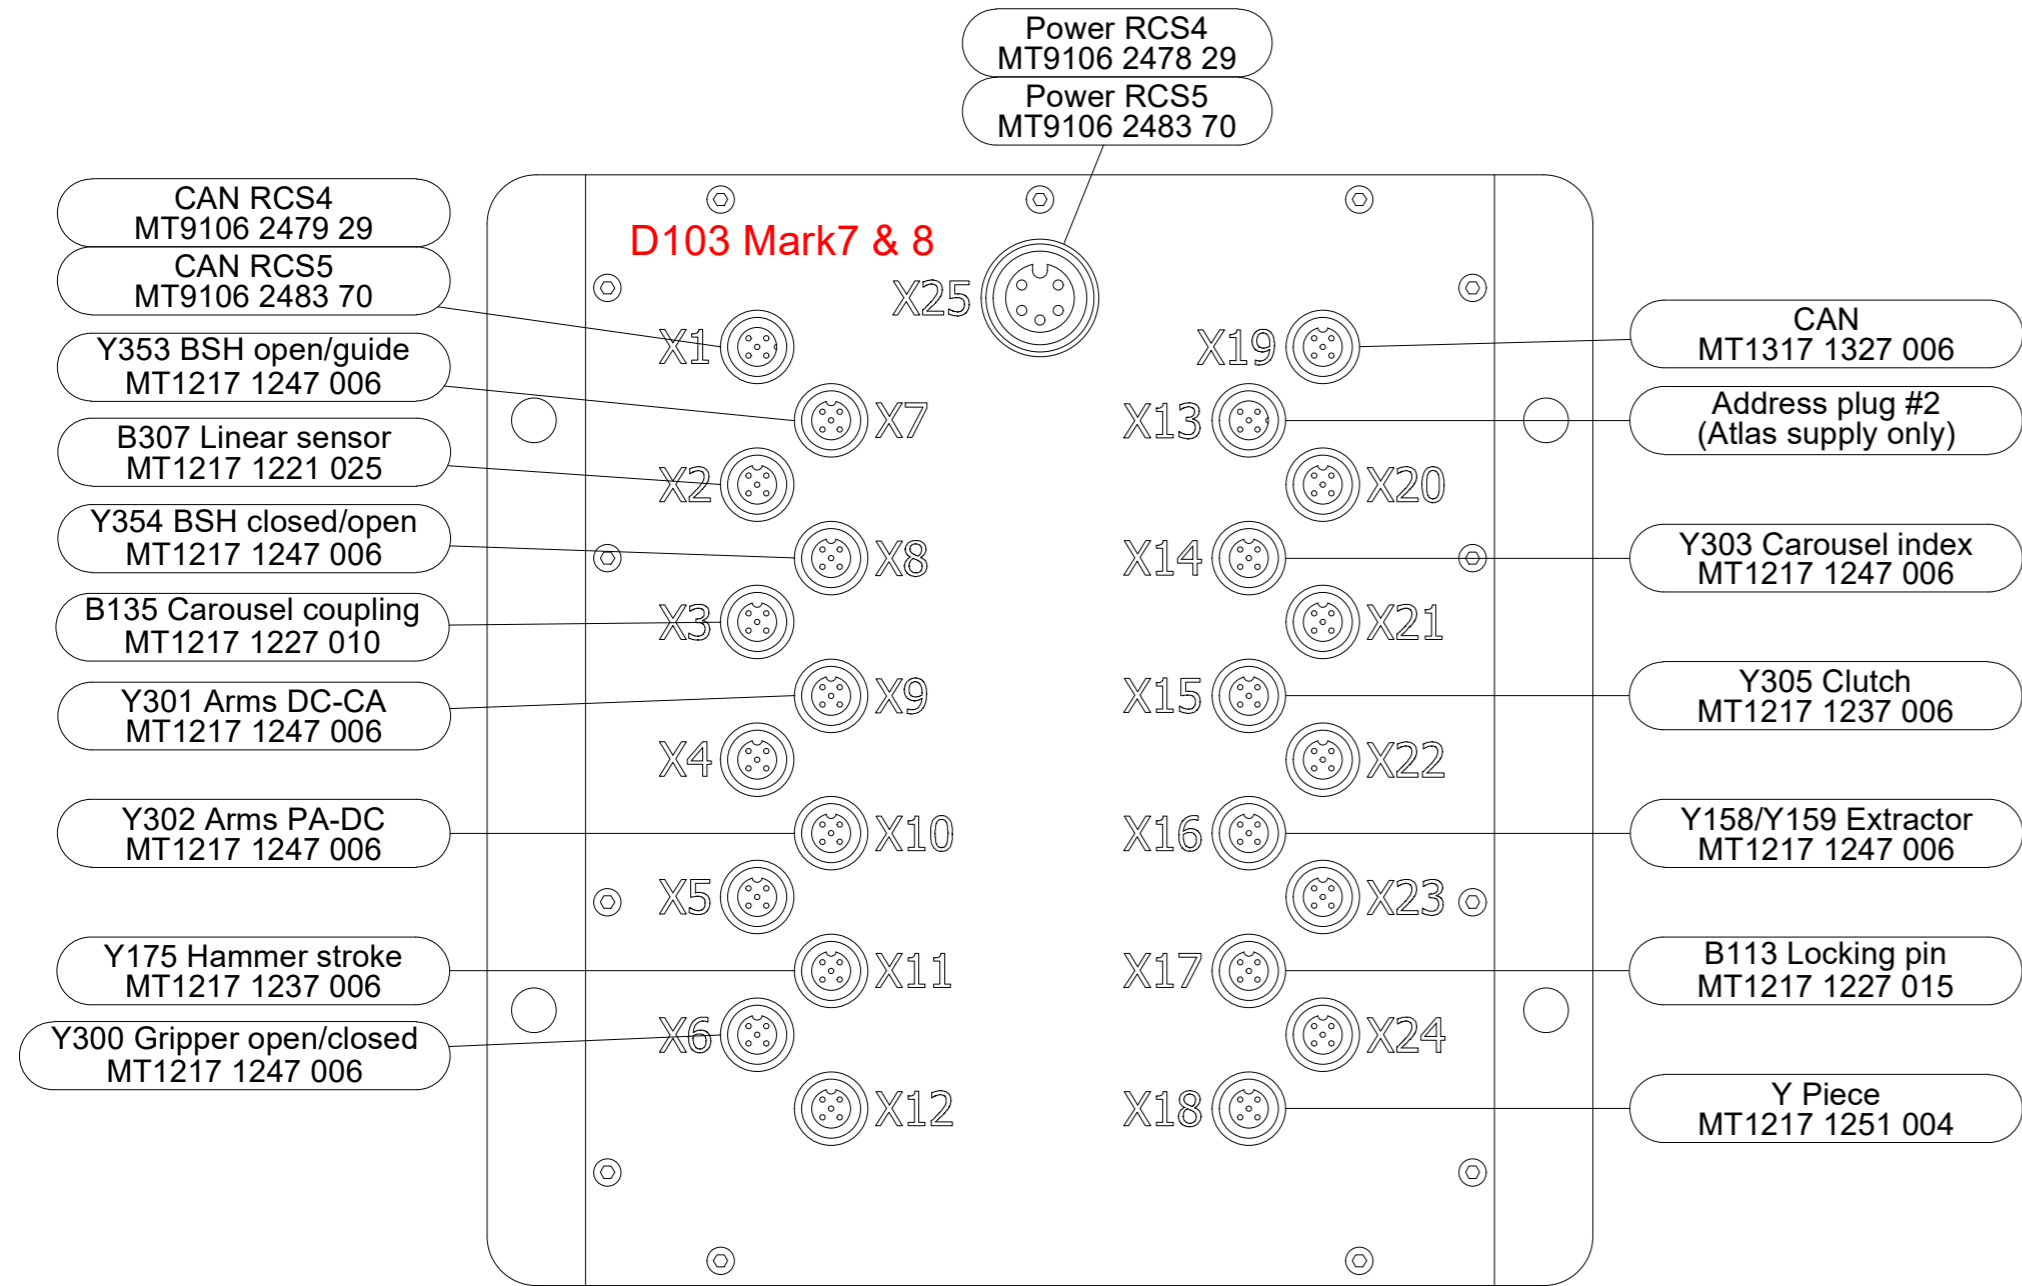 Power RCS4
MT9106 2478 29
Power RCS5
MT9106 2483 70
D103 Mark7 & 8
CAN RCS4
MT9106 2479 29
CAN RCS5
MT9106 2483 70
Y353 BSH open/guide
MT1217 1247 006
B307 Linear sensor
MT1217 1221 025
Y354 BSH closed/open
MT1217 1247 006
B135 Carousel coupling
MT1217 1227 010
Y301 Arms DC-CA
MT1217 1247 006
Y302 Arms PA-DC
MT1217 1247 006
Y175 Hammer stroke
MT1217 1237 006
Y300 Gripper open/closed
MT1217 1247 006
X25
X1
X7
X2
X8
X3
X9
X4
X10
X5
X11
X6
X12
X19
X13
X20
X14
X21
X15
X22
X16
X23
X17
X24
X18
CAN
MT1317 1327 006
Address plug #2
(Atlas supply only)
Y303 Carousel index
MT1217 1247 006
Y305 Clutch
MT1217 1237 006
Y158/Y159 Extractor
MT1217 1247 006
B113 Locking pin
MT1217 1227 015
Y Piece
MT1217 1251 004